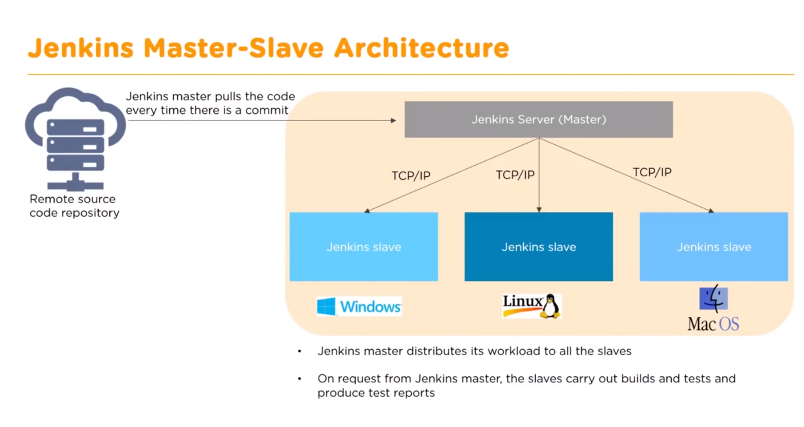 Jenkins Master-Slave Architecture
Jenkins master pulls the code
every time there is a commit
Jenkins Server (Master)
TCP/IP
TCP/IP
TCP/IP
Remote source
code repository
Jenkins slave
Jenkins slave
Jenkins slave
Windows
Linux
Mac OS
• Jenkins master distributes its workload to all the slaves
• On request from Jenkins master, the slaves carry out builds and tests and
produce test reports